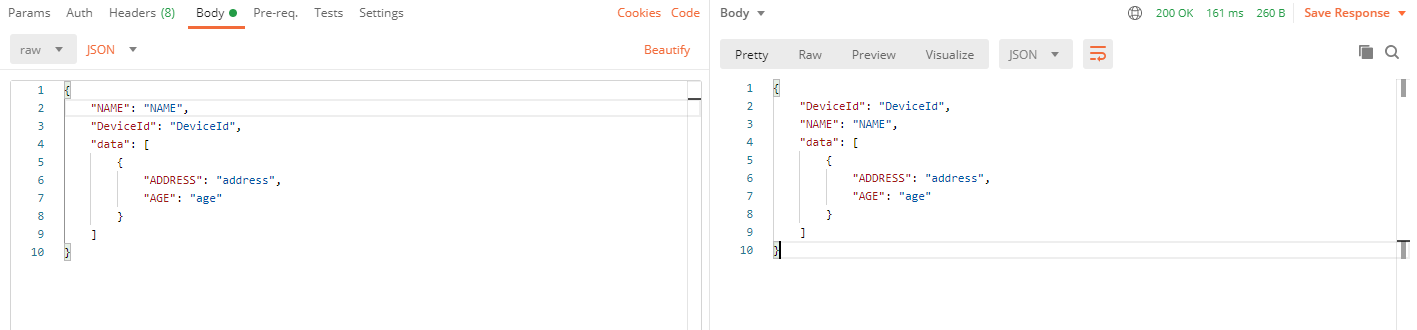 Params Auth Headers (8) Body Pre-req. Tests Settings Cookies Code
raw JSON Beautify
1 {
2 "NAME": "NAME",
3 "DeviceId": "DeviceId",
4 "data": [
5 {
6 "ADDRESS": "address",
7 "AGE": "age"
8 }
9 ]
10 }
Body 200 OK 161 ms 260 B Save Response
Pretty Raw Preview Visualize JSON
1 {
2 "DeviceId": "DeviceId",
3 "NAME": "NAME",
4 "data": [
5 {
6 "ADDRESS": "address",
7 "AGE": "age"
8 }
9 ]
10 }